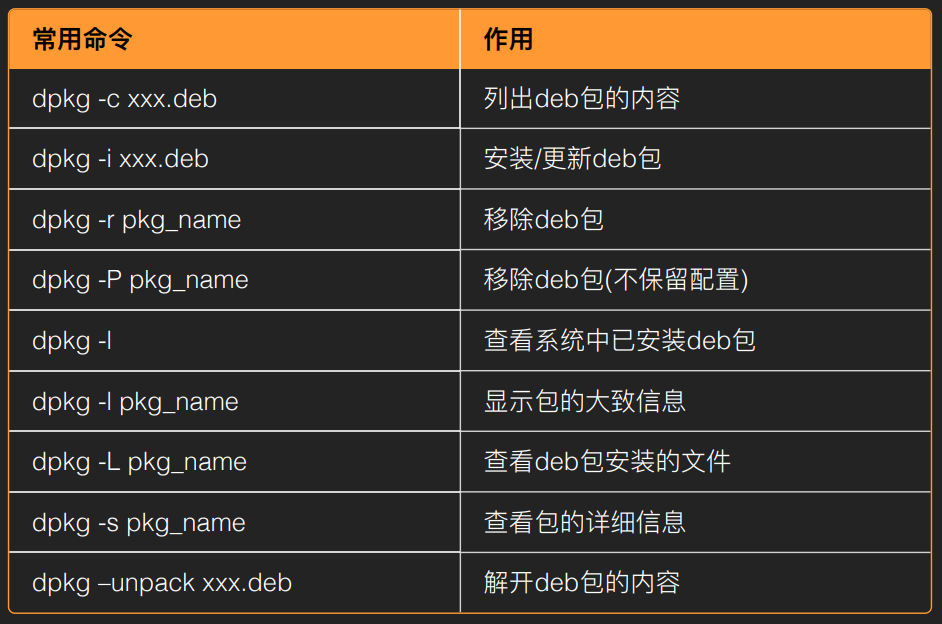 常用命令 作用
dpkg -c xxx.deb 列出deb包的内容
dpkg -i xxx.deb 安装/更新deb包
dpkg -r pkg_name 移除deb包
dpkg -P pkg_name 移除deb包(不保留配置)
dpkg -l 查看系统中已安装deb包
dpkg -l pkg_name 显示包的大致信息
dpkg -L pkg_name 查看deb包安装的文件
dpkg -s pkg_name 查看包的详细信息
dpkg –unpack xxx.deb 解开deb包的内容